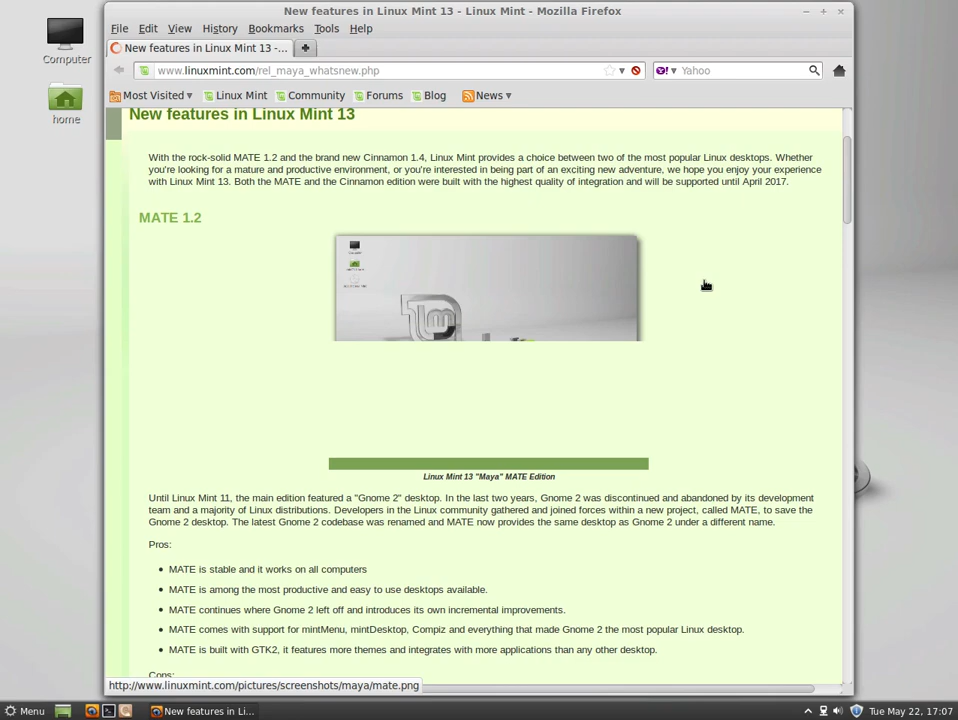 New features in Linux Mint 13 - Linux Mint - Mozilla Firefox
Computer
home
File Edit View History Bookmarks Tools Help
New features in Linux Mint 13 -...
www.linuxmint.com/rel_maya_whatsnew.php
Yahoo
Most Visited Linux Mint Community Forums Blog News
New features in Linux Mint 13
With the rock-solid MATE 1.2 and the brand new Cinnamon 1.4, Linux Mint provides a choice between two of the most popular Linux desktops. Whether
you're looking for a mature and productive environment, or you're interested in being part of an exciting new adventure, we hope you enjoy your experience
with Linux Mint 13. Both the MATE and the Cinnamon edition were built with the highest quality of integration and will be supported until April 2017.
MATE 1.2
Linux Mint 13 "Maya" MATE Edition
Until Linux Mint 11, the main edition featured a "Gnome 2" desktop. In the last two years, Gnome 2 was discontinued and abandoned by its development
team and a majority of Linux distributions. Developers in the Linux community gathered and joined forces within a new project, called MATE, to save the
Gnome 2 desktop. The latest Gnome 2 codebase was renamed and MATE now provides the same desktop as Gnome 2 under a different name.
Pros:
MATE is stable and it works on all computers
MATE is among the most productive and easy to use desktops available.
MATE continues where Gnome 2 left off and introduces its own incremental improvements.
MATE comes with support for mintMenu, mintDesktop, Compiz and everything that made Gnome 2 the most popular Linux desktop.
MATE is built with GTK2, it features more themes and integrates with more applications than any other desktop.
Cons:
http://www.linuxmint.com/pictures/screenshots/maya/mate.png
Menu New features in Li... Tue May 22, 17:07